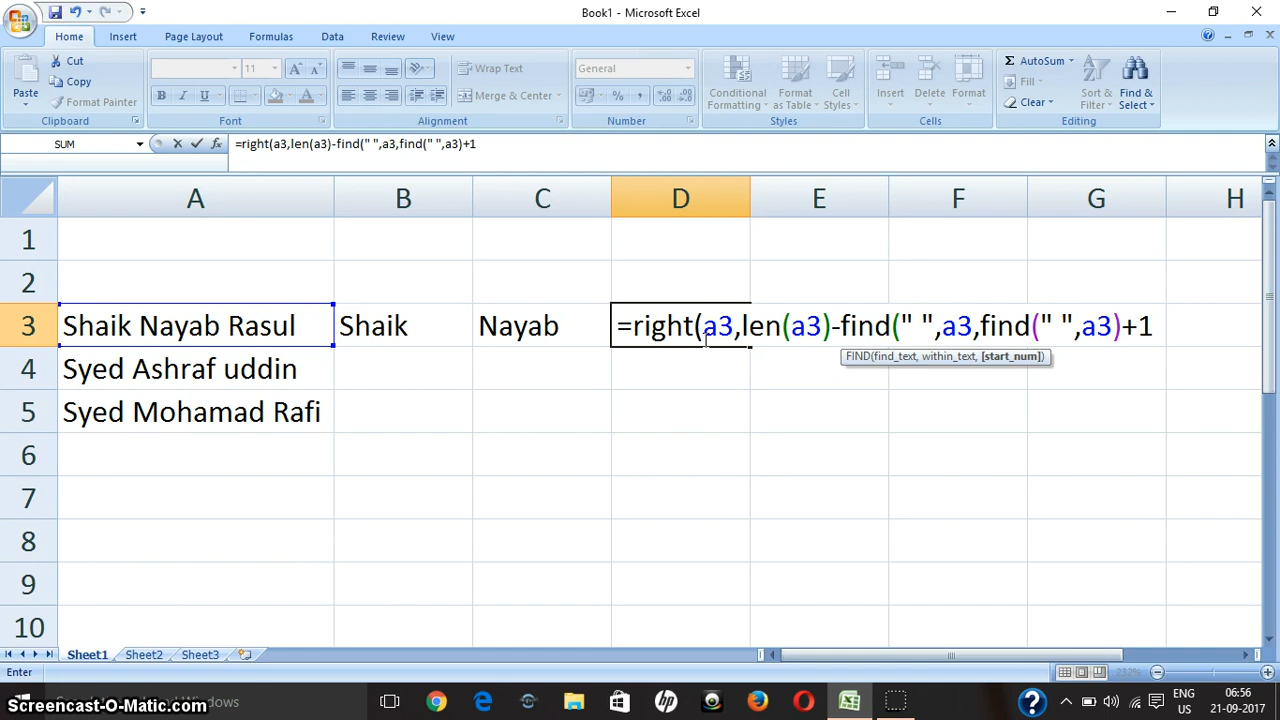 Book1 - Microsoft Excel
Home Insert Page Layout Formulas Data Review View
Paste
Cut
Copy
Format Painter
Clipboard
11
A A
B I U
A
Font
Wrap Text
Merge & Center
Alignment
General
%
Number
Conditional Formatting
Format as Table
Cell Styles
Styles
Insert
Delete
Format
Cells
Σ AutoSum
Fill
Clear
Sort & Filter
Find & Select
Editing
SUM
fx
=right(a3,len(a3)-find(" ",a3,find(" ",a3)+1
A B C D E F G H
1
2
3 Shaik Nayab Rasul Shaik Nayab =right(a3,len(a3)-find(" ",a3,find(" ",a3)+1
FIND(find_text, within_text, [start_num])
4 Syed Ashraf uddin
5 Syed Mohamad Rafi
6
7
8
9
10
Sheet1 Sheet2 Sheet3
Enter
232%
Windows
hp
?
ENG
US
06:56
21-09-2017
Screencast-O-Matic.com